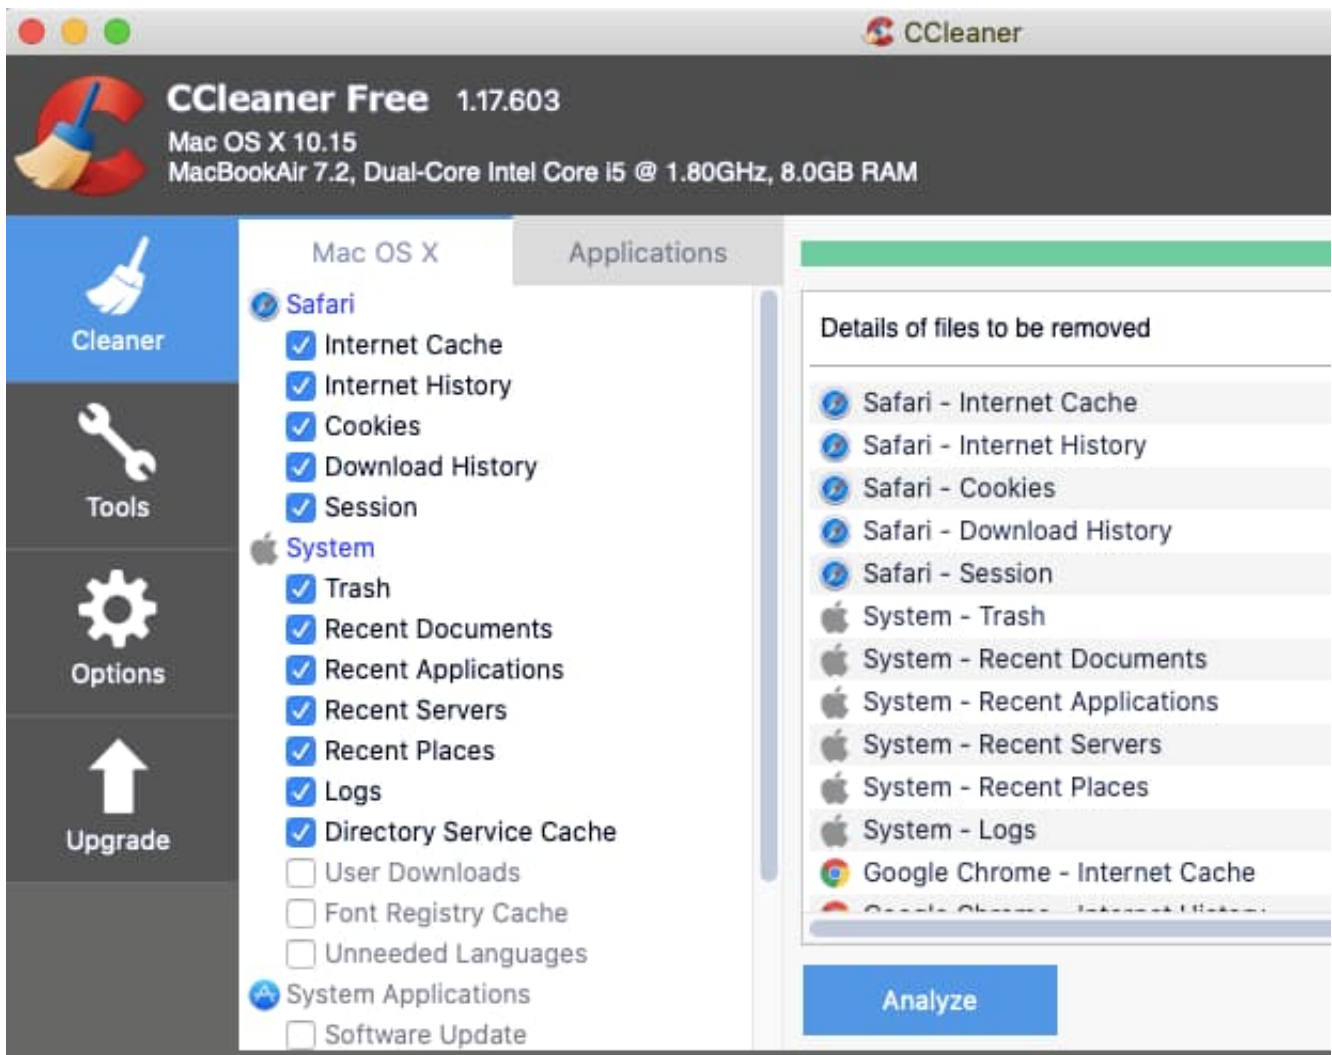 CCleaner
CCleaner Free 1.17.603
Mac OS X 10.15
MacBookAir 7.2, Dual-Core Intel Core i5 @ 1.80GHz, 8.0GB RAM
Cleaner
Tools
Options
Upgrade
Mac OS X
Applications
Safari
Internet Cache
Internet History
Cookies
Download History
Session
System
Trash
Recent Documents
Recent Applications
Recent Servers
Recent Places
Logs
Directory Service Cache
User Downloads
Font Registry Cache
Unneeded Languages
System Applications
Software Update
Details of files to be removed
Safari - Internet Cache
Safari - Internet History
Safari - Cookies
Safari - Download History
Safari - Session
System - Trash
System - Recent Documents
System - Recent Applications
System - Recent Servers
System - Recent Places
System - Logs
Google Chrome - Internet Cache
Google Chrome - Internet History
Analyze